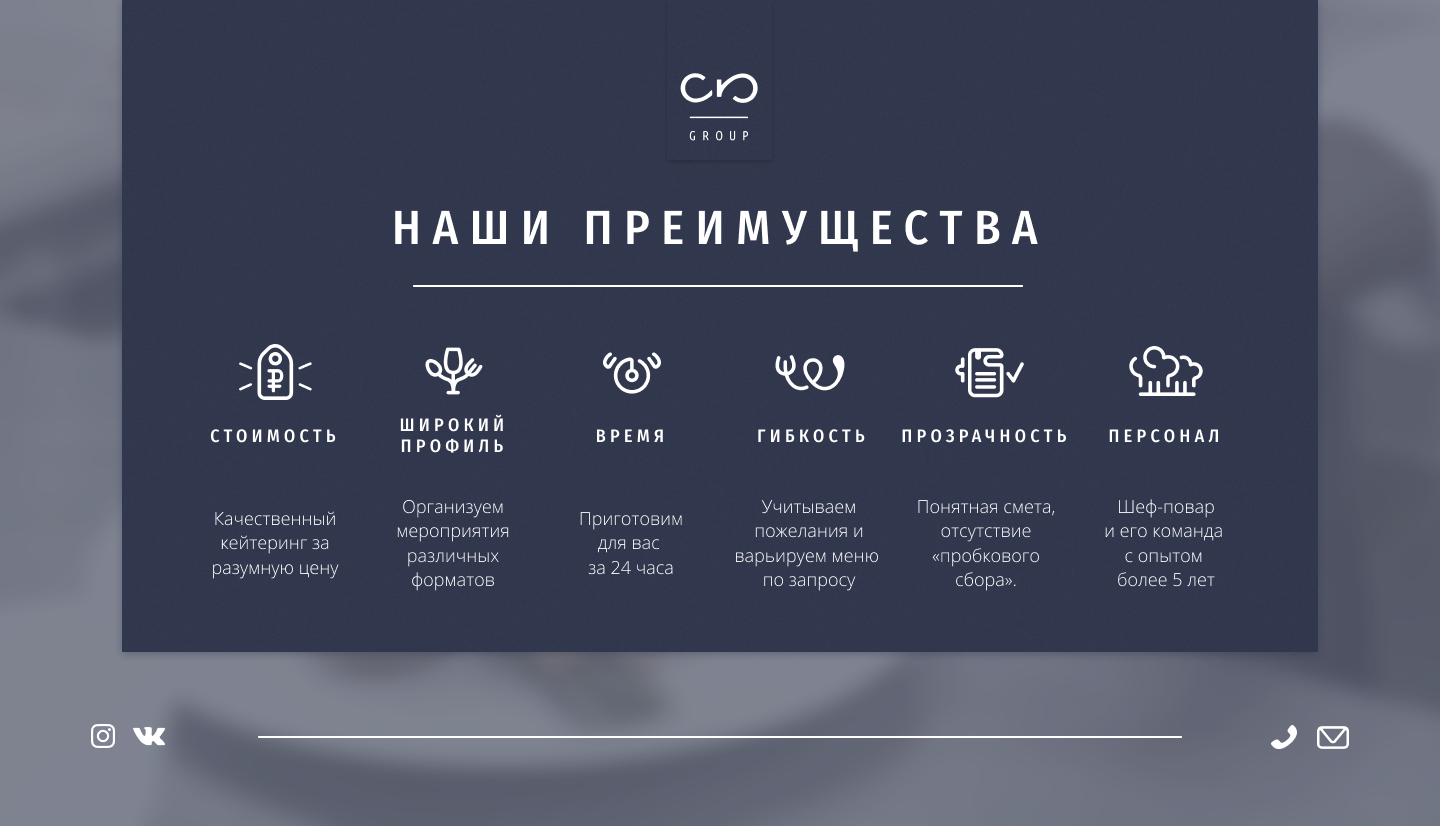 GROUP
НАШИ ПРЕИМУЩЕСТВА
СТОИМОСТЬ
Качественный
кейтеринг за
разумную цену
ШИРОКИЙ
ПРОФИЛЬ
Организуем
мероприятия
различных
форматов
ВРЕМЯ
Приготовим
для вас
за 24 часа
ГИБКОСТЬ
Учитываем
пожелания и
варьируем меню
по запросу
ПРОЗРАЧНОСТЬ
Понятная смета,
отсутствие
«пробкового
сбора».
ПЕРСОНАЛ
Шеф-повар
и его команда
с опытом
более 5 лет